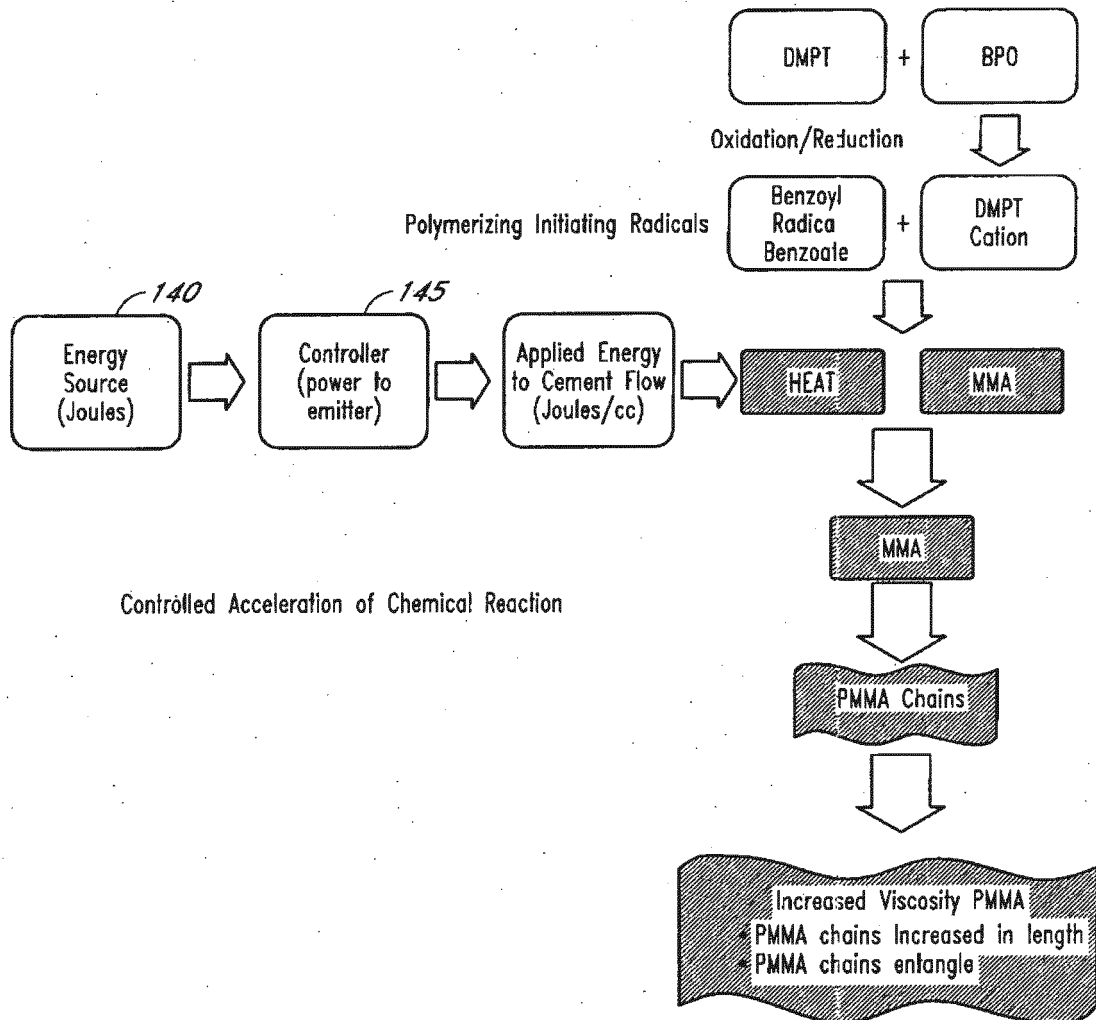 DMPT + BPO
Oxidation/Reduction
Polymerizing Initiating Radicals
Benzoyl
Radica
Benzoate
+
DMPT
Cation
140
145
Energy
Source
(Joules)
Controller
(power to
emitter)
Applied Energy
to Cement Flow
(Joules/cc)
HEAT
MMA
MMA
Controlled Acceleration of Chemical Reaction
PMMA Chains
Increased Viscosity PMMA
• PMMA chains Increased in length
• PMMA chains entangle